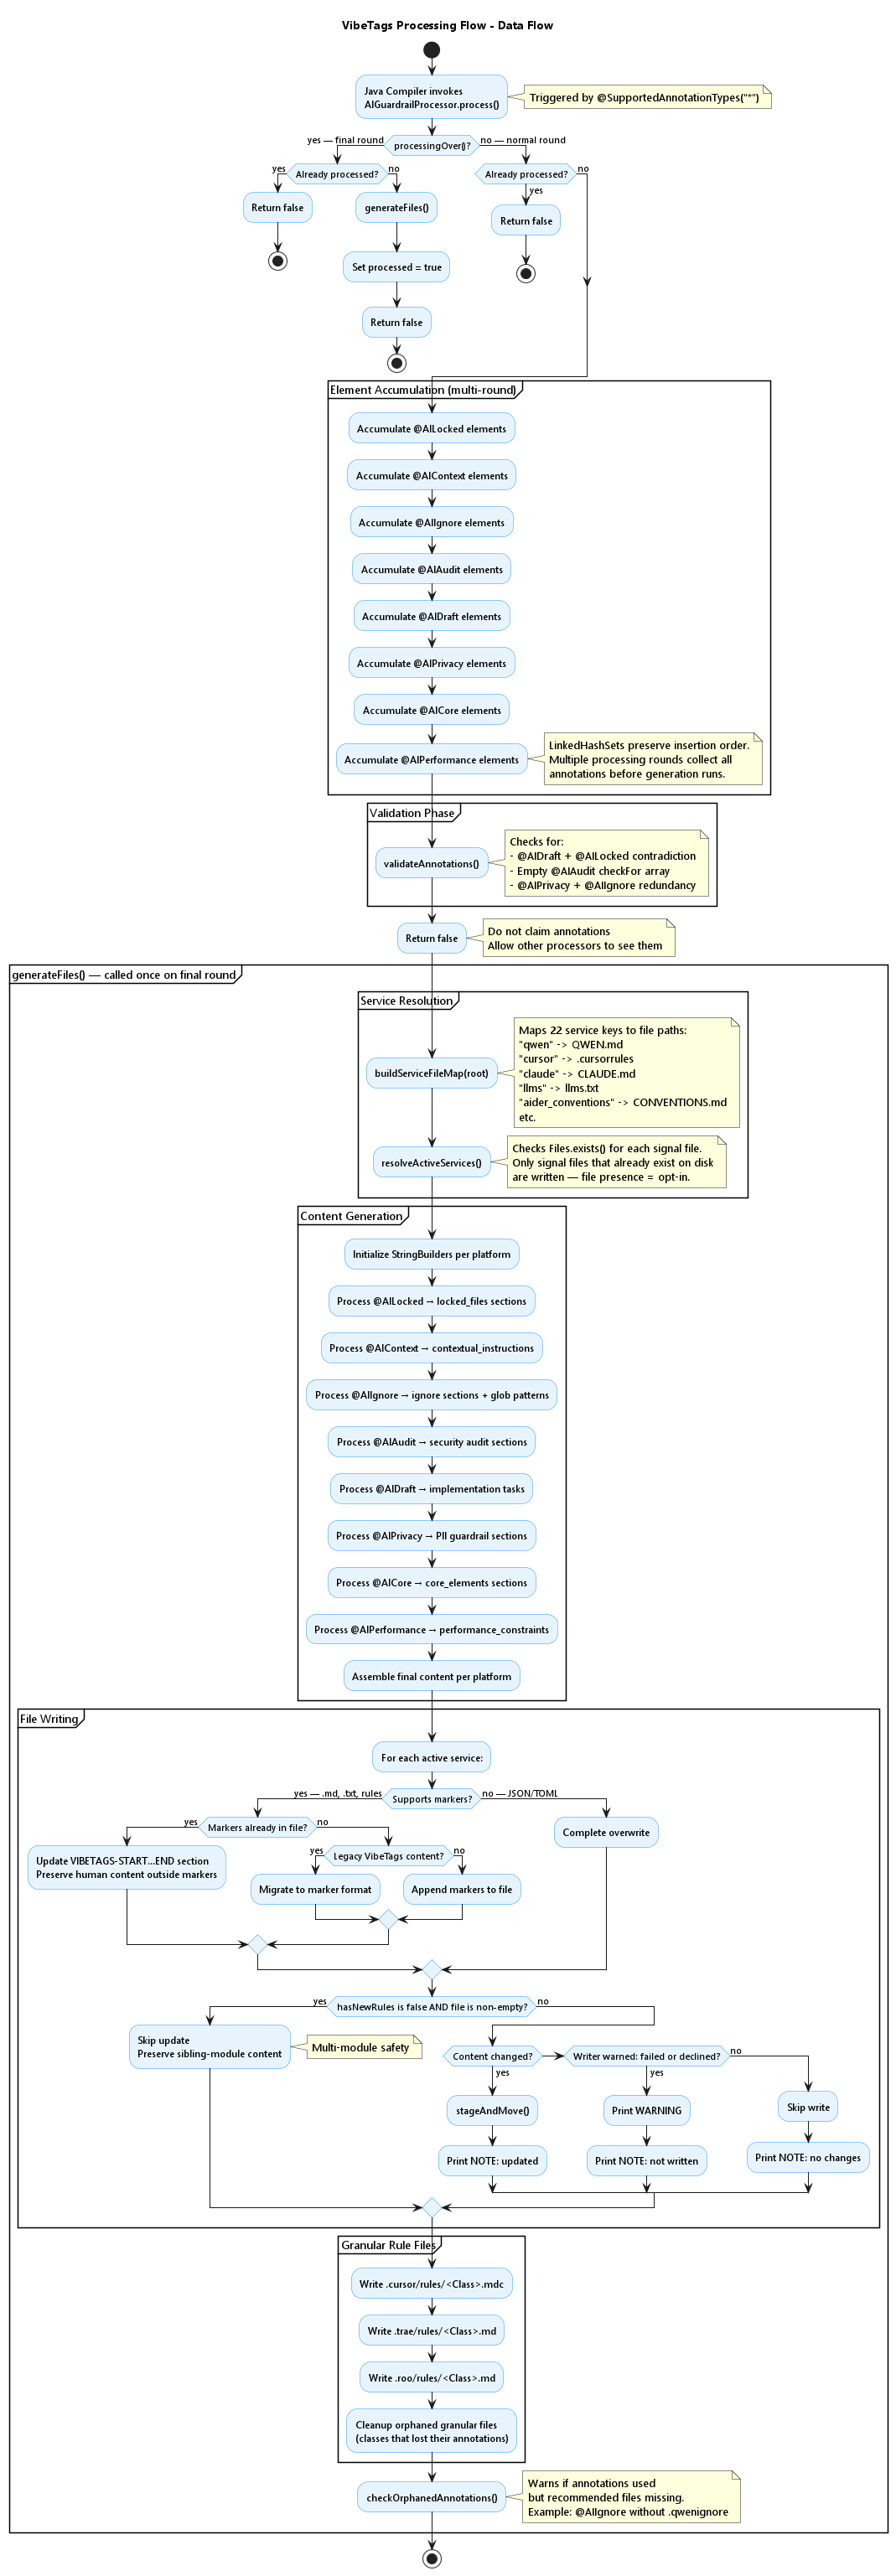 VibeTags Processing Flow - Data Flow
Java Compiler invokes
AIGuardrailProcessor.process()
Triggered by @SupportedAnnotationTypes("*")
processingOver()?
yes — final round
no — normal round
Already processed?
yes
no
Return false
generateFiles()
Set processed = true
Return false
Already processed?
yes
no
Return false
Element Accumulation (multi-round)
Accumulate @AILocked elements
Accumulate @AIContext elements
Accumulate @AIIgnore elements
Accumulate @AIAudit elements
Accumulate @AIDraft elements
Accumulate @AIPrivacy elements
Accumulate @AICore elements
Accumulate @AIPerformance elements
LinkedHashSets preserve insertion order.
Multiple processing rounds collect all
annotations before generation runs.
Validation Phase
validateAnnotations()
Checks for:
- @AIDraft + @AILocked contradiction
- Empty @AIAudit checkFor array
- @AIPrivacy + @AIIgnore redundancy
Return false
Do not claim annotations
Allow other processors to see them
generateFiles() — called once on final round
Service Resolution
buildServiceFileMap(root)
Maps 22 service keys to file paths:
"qwen" -> QWEN.md
"cursor" -> .cursorrules
"claude" -> CLAUDE.md
"llms" -> llms.txt
"aider_conventions" -> CONVENTIONS.md
etc.
resolveActiveServices()
Checks Files.exists() for each signal file.
Only signal files that already exist on disk
are written — file presence = opt-in.
Content Generation
Initialize StringBuilders per platform
Process @AILocked → locked_files sections
Process @AIContext → contextual_instructions
Process @AIIgnore → ignore sections + glob patterns
Process @AIAudit → security audit sections
Process @AIDraft → implementation tasks
Process @AIPrivacy → PII guardrail sections
Process @AICore → core_elements sections
Process @AIPerformance → performance_constraints
Assemble final content per platform
File Writing
For each active service:
Supports markers?
yes — .md, .txt, rules
no — JSON/TOML
Markers already in file?
yes
no
Update VIBETAGS-START...END section
Preserve human content outside markers
Legacy VibeTags content?
yes
no
Migrate to marker format
Append markers to file
Complete overwrite
hasNewRules is false AND file is non-empty?
yes
no
Skip update
Preserve sibling-module content
Multi-module safety
Content changed?
yes
stageAndMove()
Print NOTE: updated
Writer warned: failed or declined?
yes
no
Print WARNING
Print NOTE: not written
Skip write
Print NOTE: no changes
Granular Rule Files
Write .cursor/rules/<Class>.mdc
Write .trae/rules/<Class>.md
Write .roo/rules/<Class>.md
Cleanup orphaned granular files
(classes that lost their annotations)
checkOrphanedAnnotations()
Warns if annotations used
but recommended files missing.
Example: @AIIgnore without .qwenignore